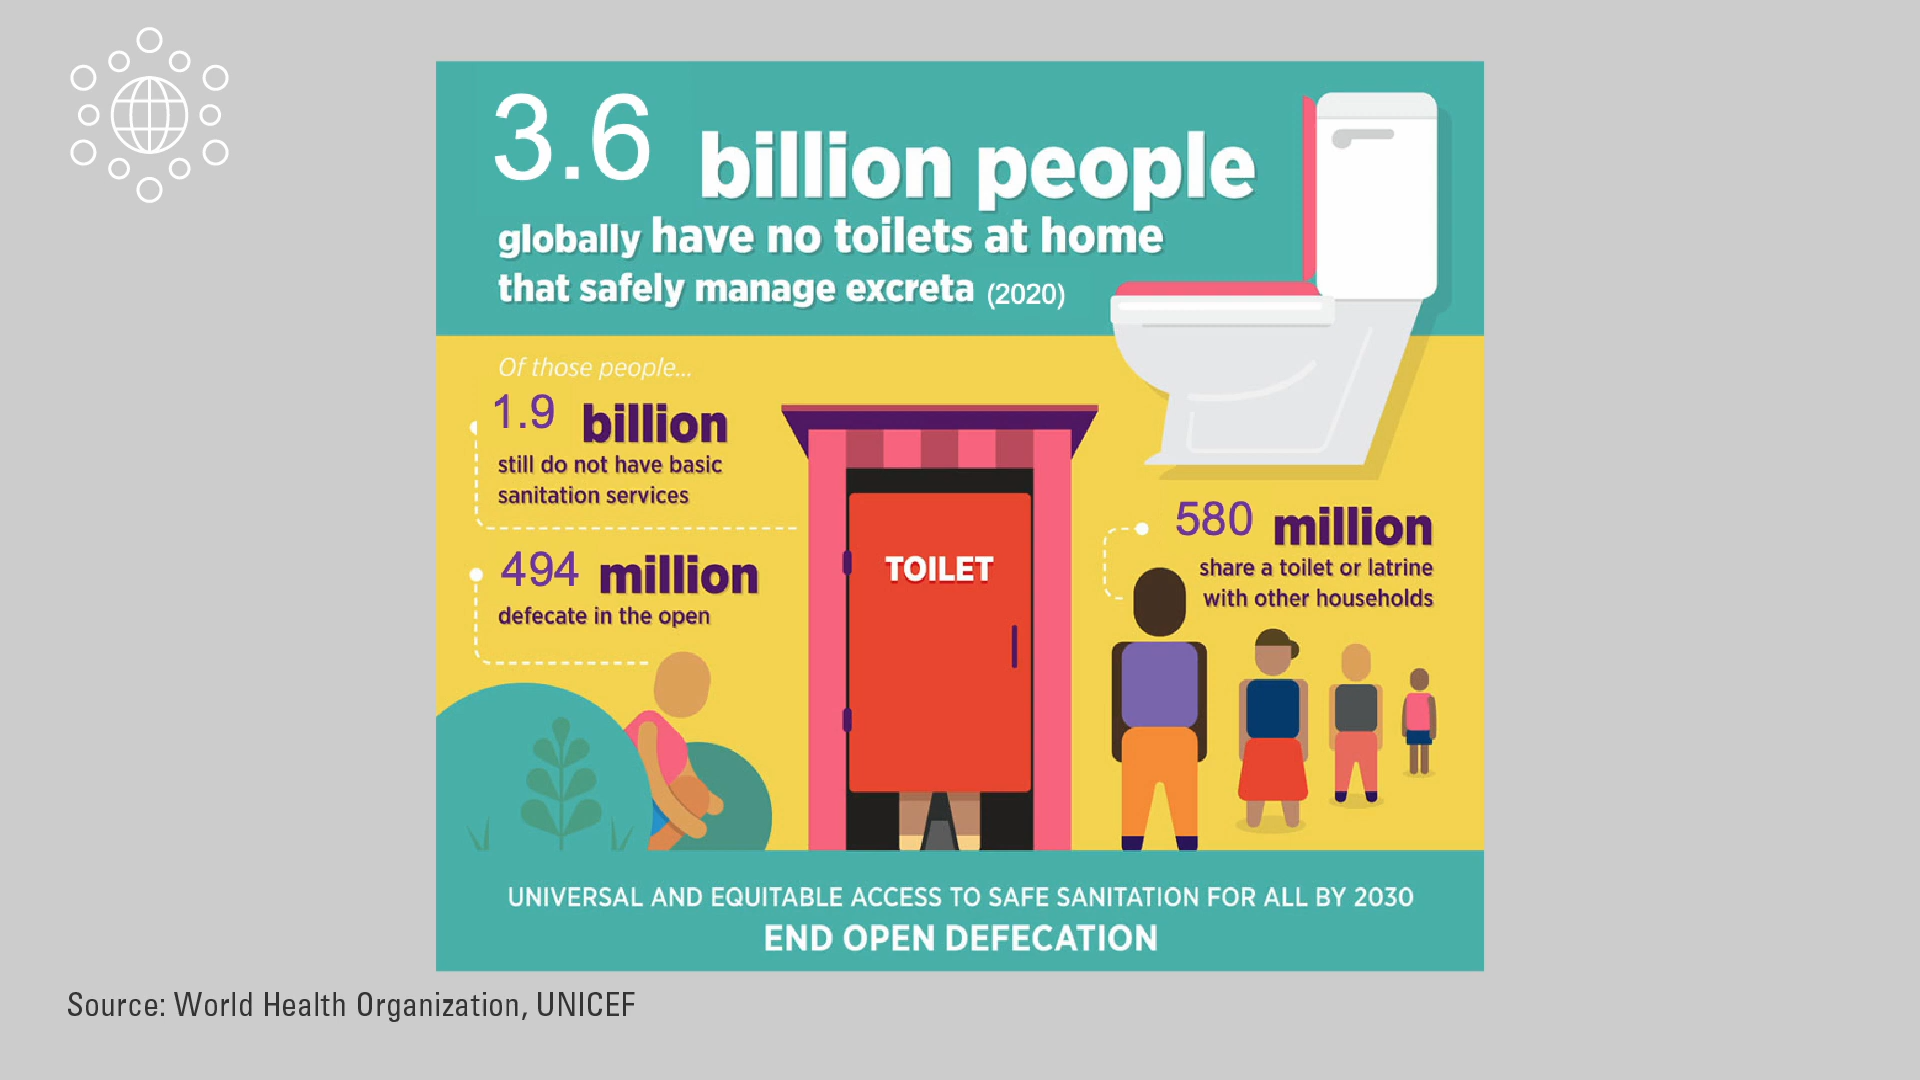 3.6 billion people
globally have no toilets at home
that safely manage excreta (2020)
Of those people...
1.9 billion
still do not have basic
sanitation services
494 million
defecate in the open
TOILET
580 million
share a toilet or latrine
with other households
UNIVERSAL AND EQUITABLE ACCESS TO SAFE SANITATION FOR ALL BY 2030
END OPEN DEFECATION
Source: World Health Organization, UNICEF